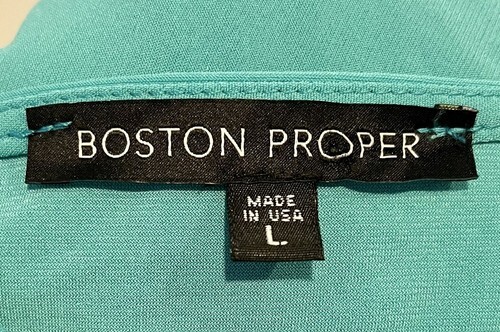 BOSTON PROPER
MADE
IN USA
L.